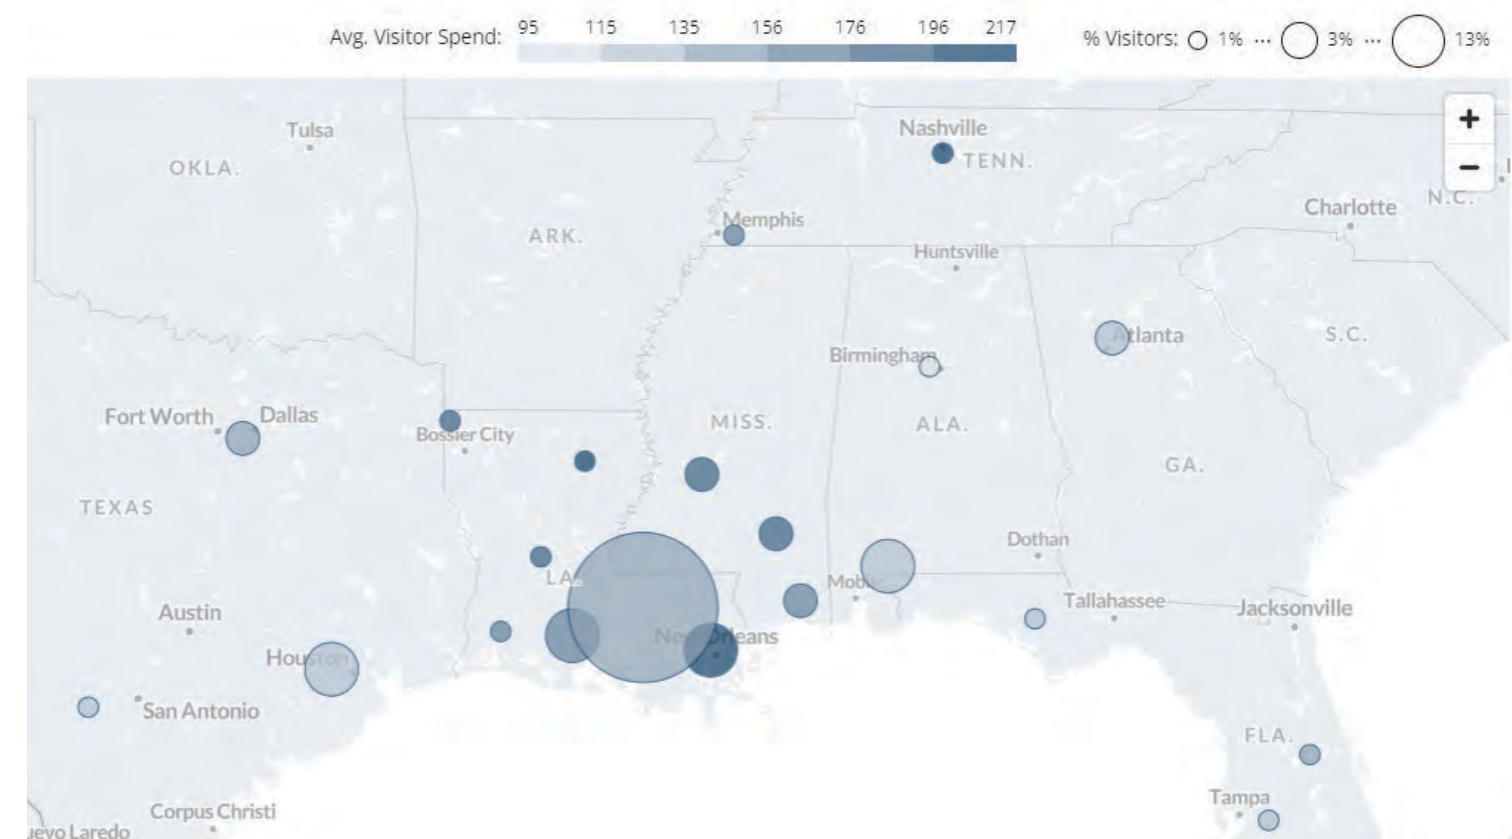 95 115 135 156 176 196 217
Avg. Visitor Spend:
% Visitors: 1% ... 3% ... 13%
+
−
Tulsa
Nashville
OKLA.
TENN.
N.C.
Charlotte
Memphis
ARK.
Huntsville
Atlanta
S.C.
Birmingham
Fort Worth
Dallas
Bossier City
MISS.
ALA.
GA.
TEXAS
Dothan
LA.
Mobile
Tallahassee
Jacksonville
Austin
New Orleans
Houston
San Antonio
FLA.
Tampa
Corpus Christi
uevo Laredo